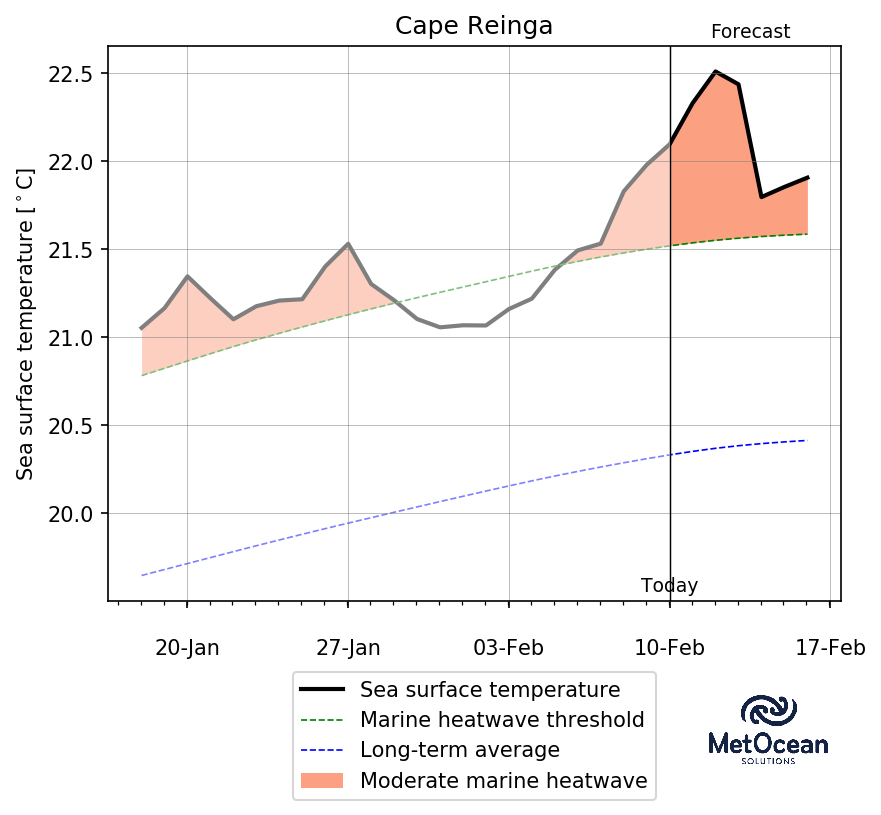 Cape Reinga
Forecast
22.5
22.0
21.5
21.0
20.5
20.0
Sea surface temperature [°C]
Today
20-Jan 27-Jan 03-Feb 10-Feb 17-Feb
Sea surface temperature
Marine heatwave threshold
Long-term average
Moderate marine heatwave
MetOcean
SOLUTIONS